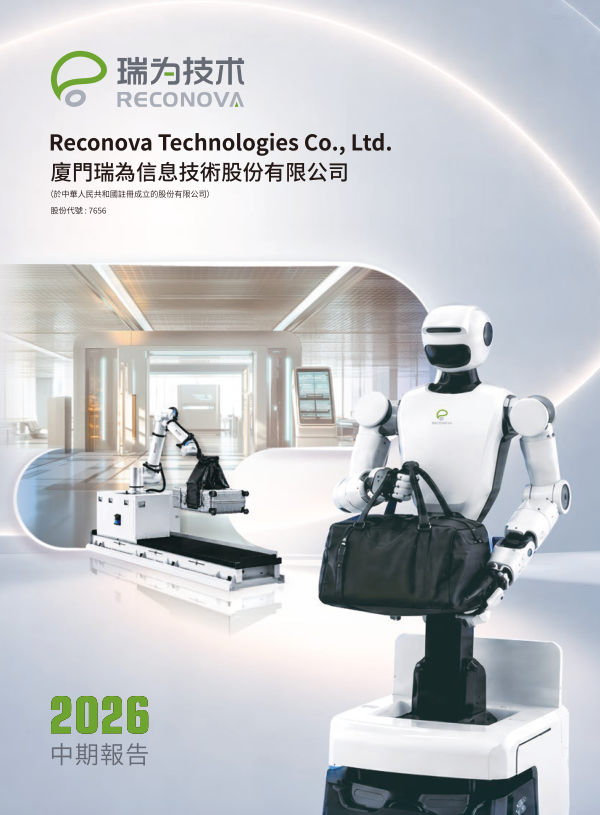 瑞为技术
RECONOVA
Reconova Technologies Co., Ltd.
廈門瑞為信息技術股份有限公司
(於中華人民共和國註冊成立的股份有限公司)
股份代號 : 7656
RECONOVA
2026
中期報告